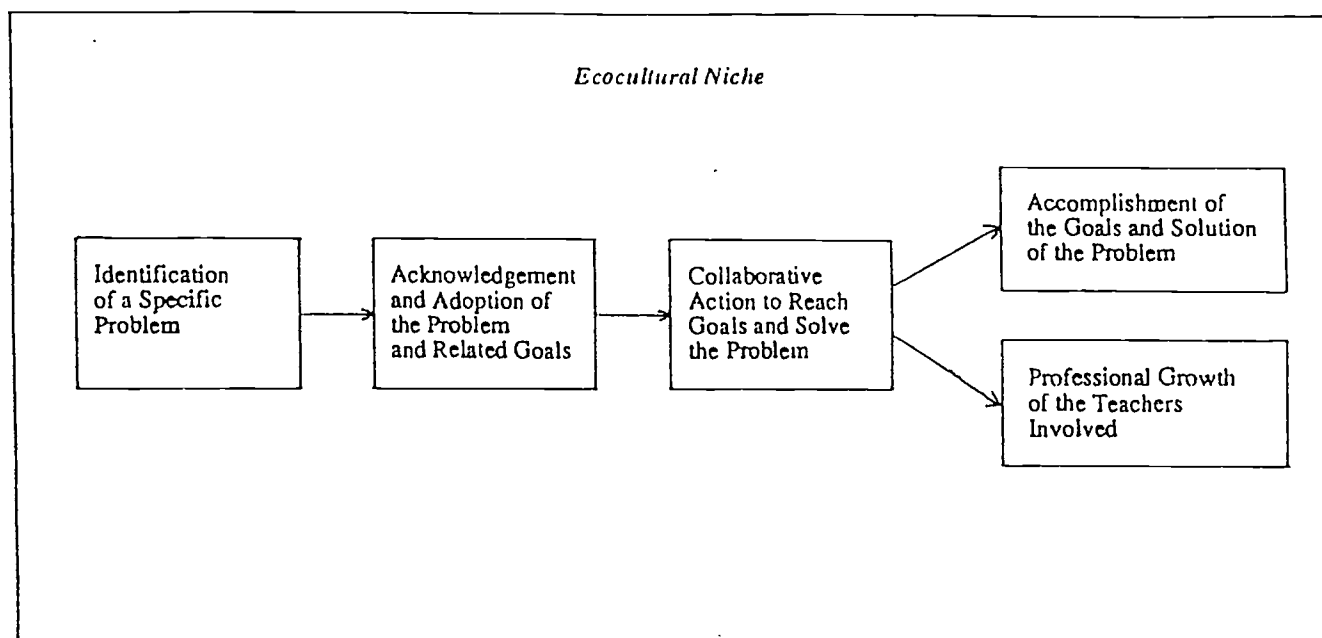 Ecocultural Niche
Identification
of a Specific
Problem
Acknowledgement
and Adoption of
the Problem
and Related Goals
Collaborative
Action to Reach
Goals and Solve
the Problem
Accomplishment of
the Goals and Solution
of the Problem
Professional Growth
of the Teachers
Involved